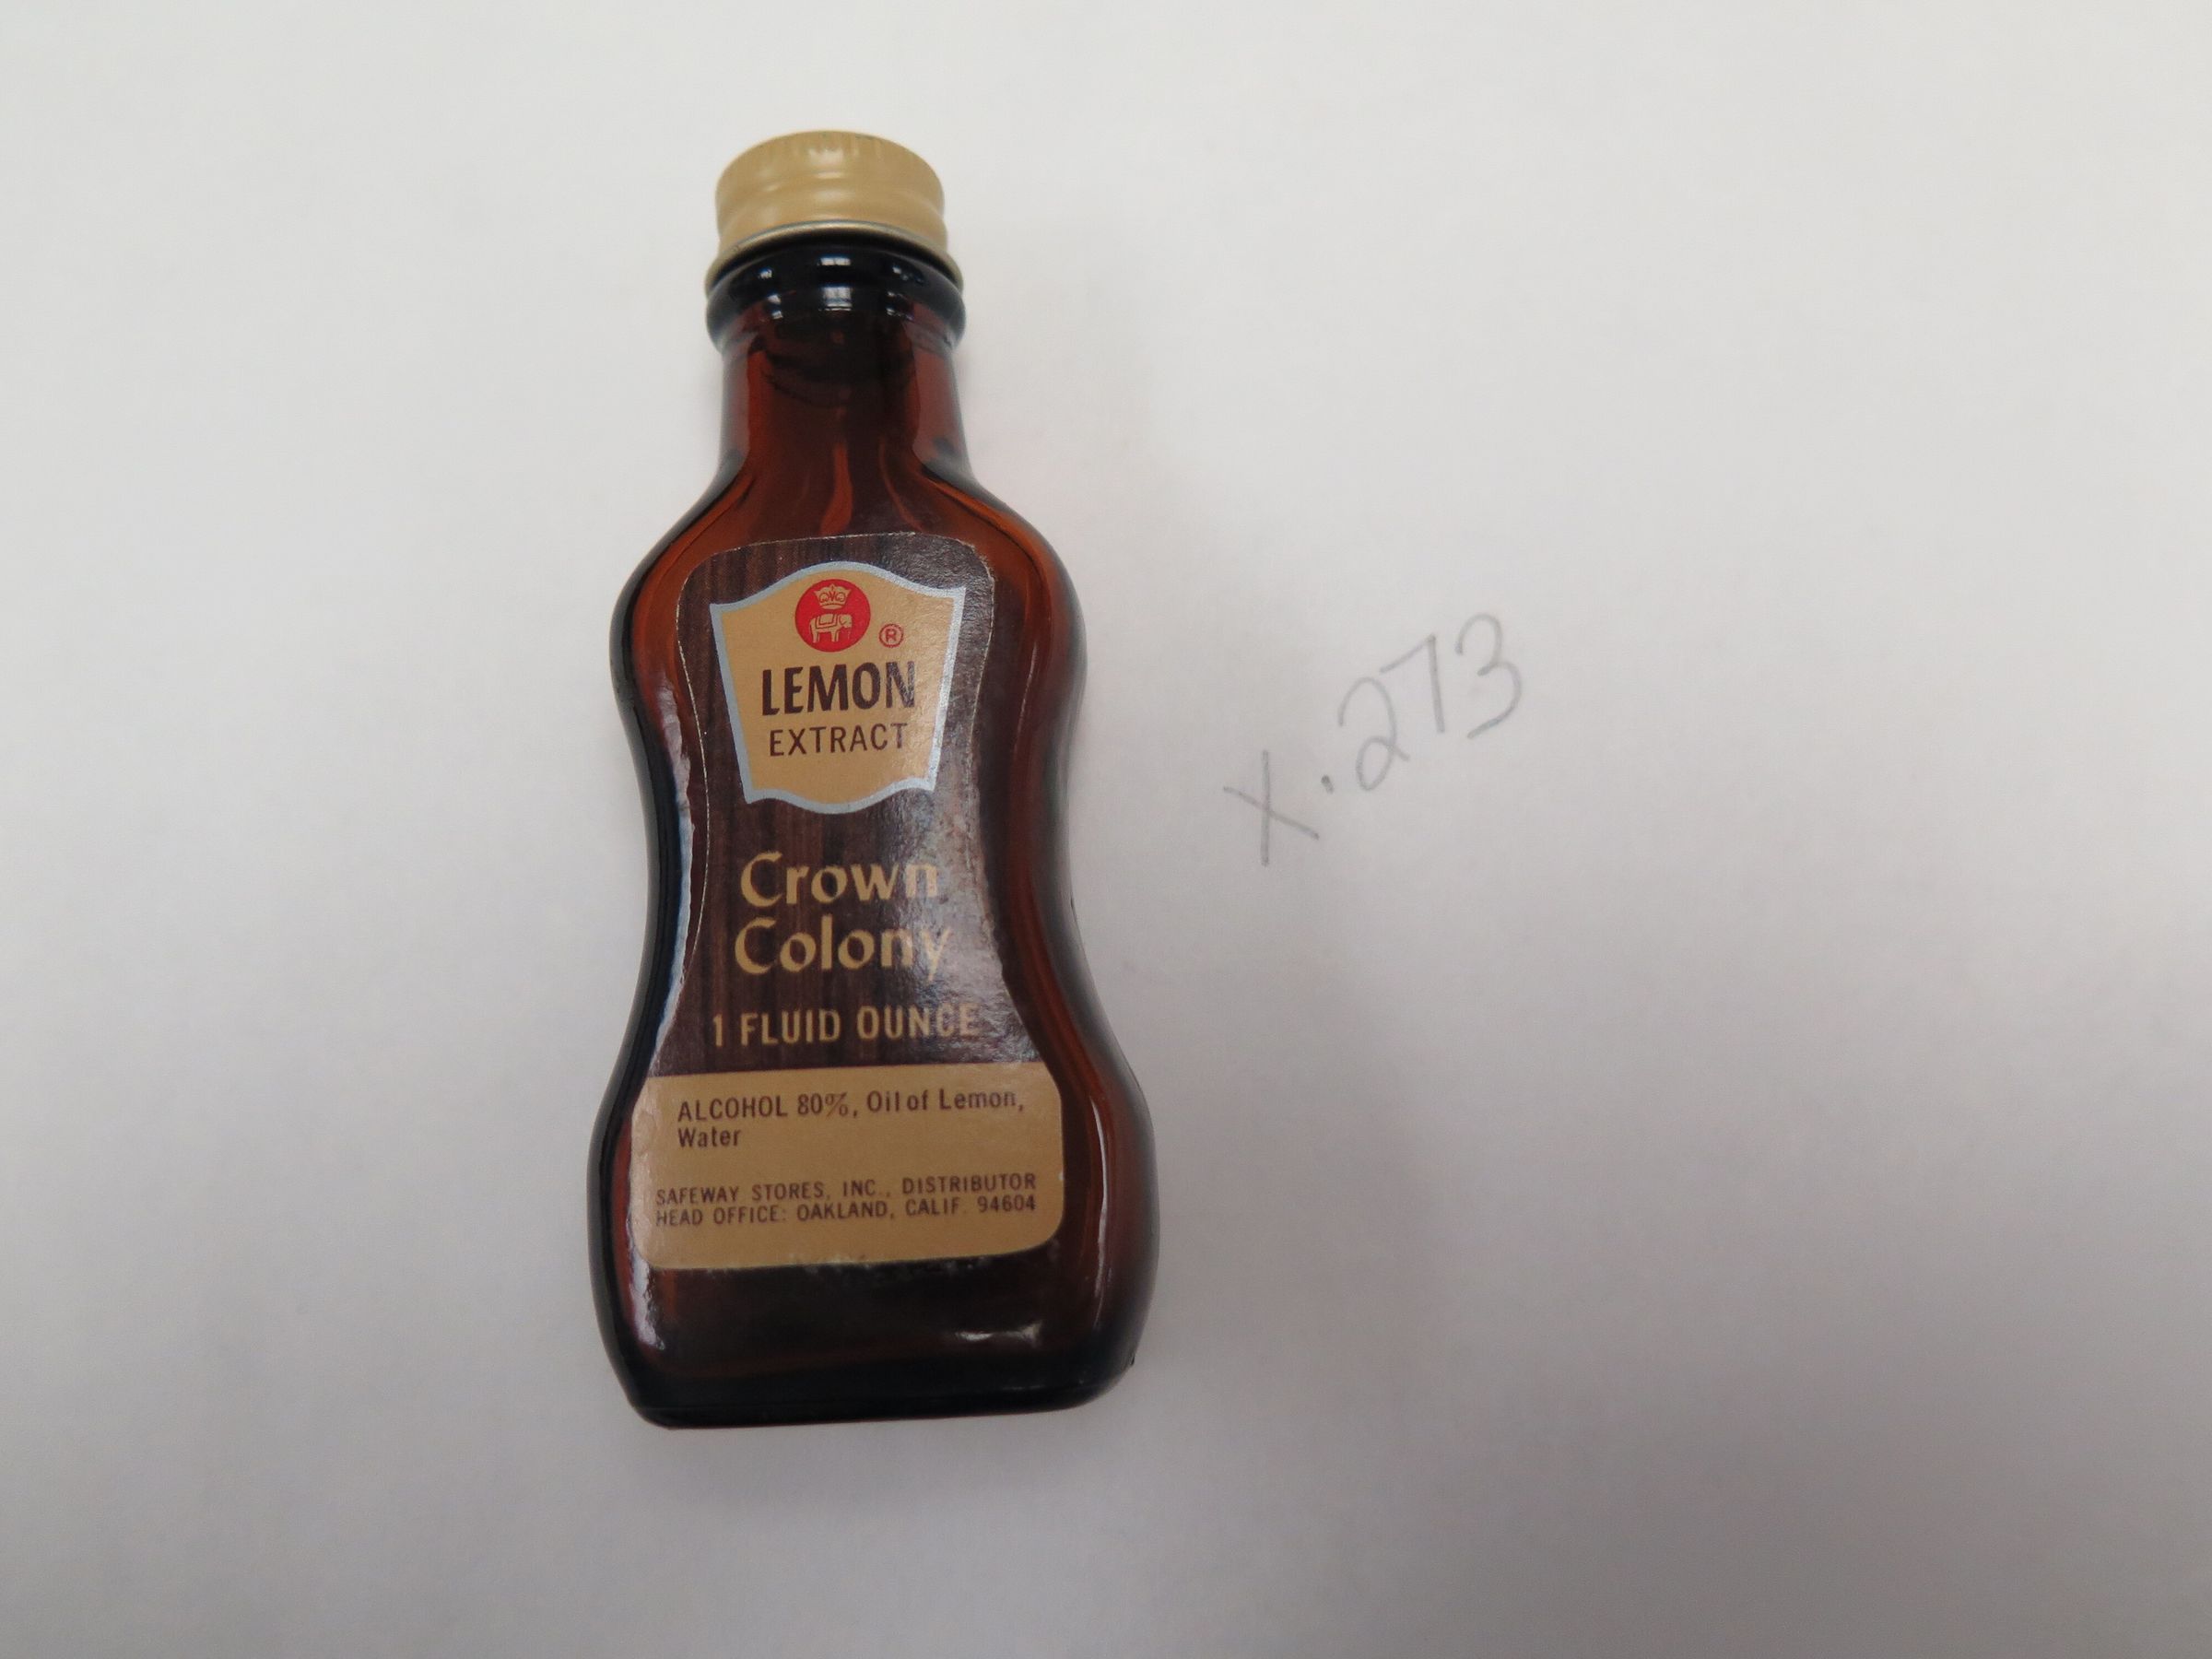 ®
LEMON
EXTRACT
Crown
Colony
1 FLUID OUNCE
ALCOHOL 80%, Oil of Lemon,
Water
SAFEWAY STORES, INC., DISTRIBUTOR
HEAD OFFICE: OAKLAND, CALIF. 94604
X.273